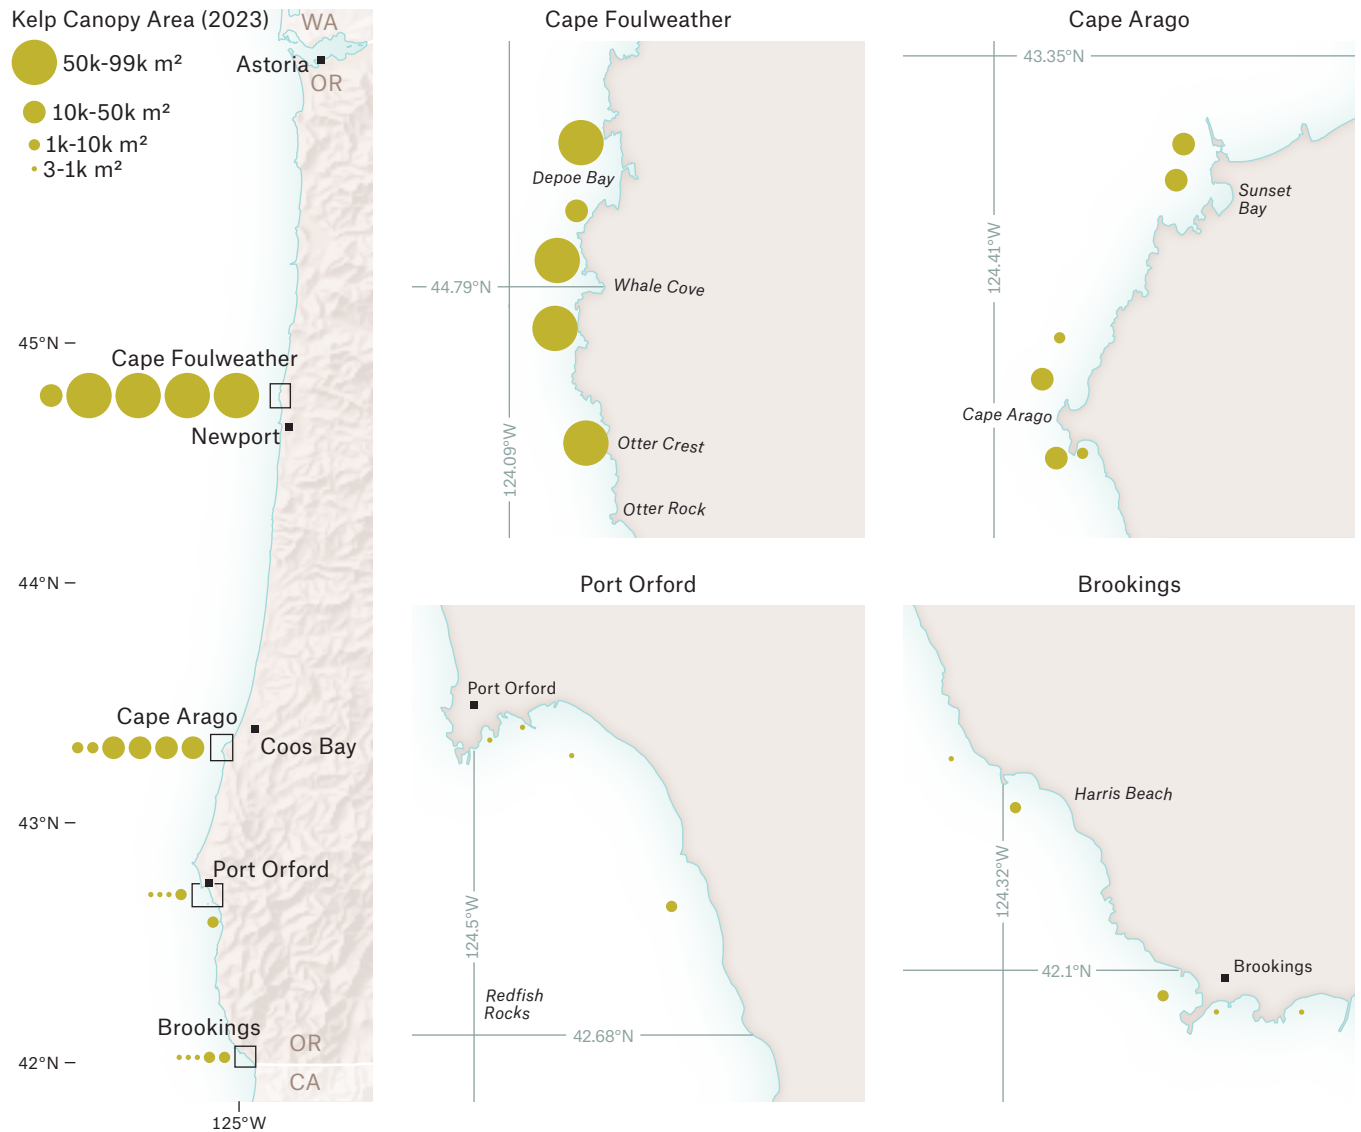 Kelp Canopy Area (2023)
50k-99k m²
10k-50k m²
1k-10k m²
3-1k m²
WA
Astoria
OR
45°N
Cape Foulweather
Newport
44°N
Cape Arago
Coos Bay
43°N
Port Orford
Brookings
OR
42°N
CA
125°W
Cape Foulweather
Depoe Bay
44.79°N
Whale Cove
124.09°W
Otter Crest
Otter Rock
Cape Arago
43.35°N
Sunset
Bay
124.41°W
Cape Arago
Port Orford
Port Orford
124.5°W
Redfish
Rocks
42.68°N
Brookings
Harris Beach
124.32°W
42.1°N
Brookings